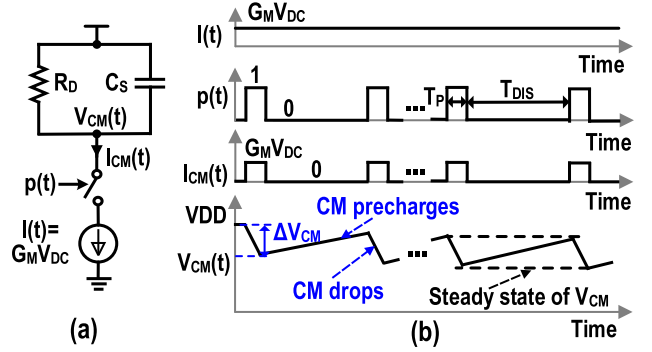 R_D
C_S
V_CM(t)
I_CM(t)
p(t)
I(t)=
G_MV_DC
(a)
I(t)
G_MV_DC
Time
p(t)
1
0
T_P
T_DIS
Time
I_CM(t)
G_MV_DC
0
Time
VDD
ΔV_CM
CM precharges
V_CM(t)
CM drops
Steady state of V_CM
Time
(b)